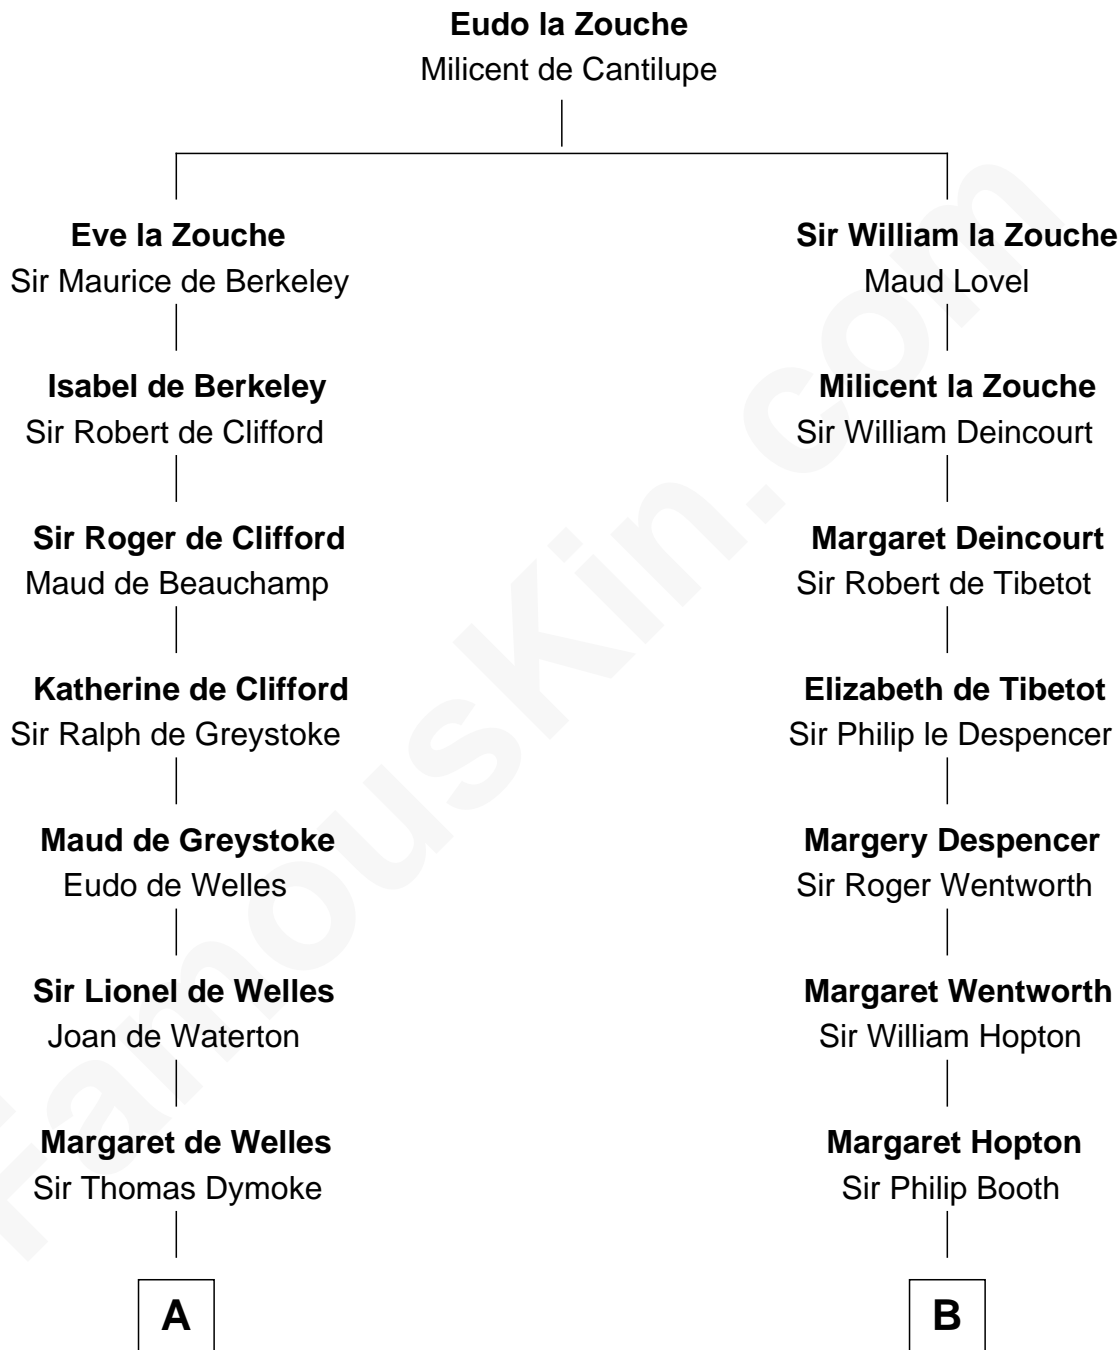 Eudo la Zouche
Milicent de Cantilupe
Eve la Zouche
Sir Maurice de Berkeley
Isabel de Berkeley
Sir Robert de Clifford
Sir Roger de Clifford
Maud de Beauchamp
Katherine de Clifford
Sir Ralph de Greystoke
Maud de Greystoke
Eudo de Welles
Sir Lionel de Welles
Joan de Waterton
Margaret de Welles
Sir Thomas Dymoke
A
Sir William la Zouche
Maud Lovel
Milicent la Zouche
Sir William Deincourt
Margaret Deincourt
Sir Robert de Tibetot
Elizabeth de Tibetot
Sir Philip le Despencer
Margery Despencer
Sir Roger Wentworth
Margaret Wentworth
Sir William Hopton
Margaret Hopton
Sir Philip Booth
B
FamousKin.com